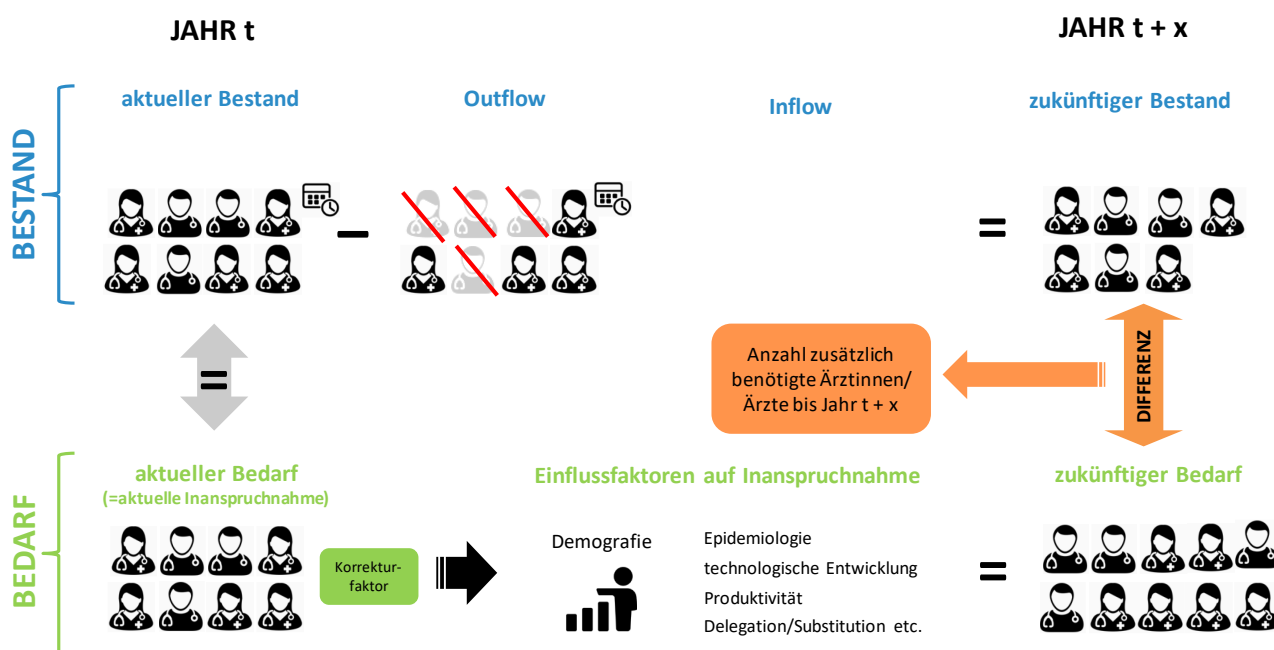 JAHR t
JAHR t + x
BESTAND
aktueller Bestand
Outflow
Inflow
zukünftiger Bestand
–
=
=
Anzahl zusätzlich
benötigte Ärztinnen/
Ärzte bis Jahr t + x
DIFFERENZ
BEDARF
aktueller Bedarf
(=aktuelle Inanspruchnahme)
Einflussfaktoren auf Inanspruchnahme
zukünftiger Bedarf
Korrektur-
faktor
Demografie
Epidemiologie
technologische Entwicklung
Produktivität
Delegation/Substitution etc.
=